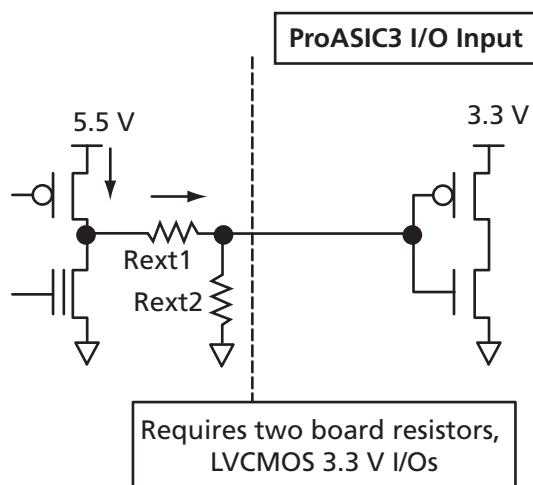 ProASIC3 I/O Input
5.5 V
3.3 V
Rext1
Rext2
Requires two board resistors,
LVCMOS 3.3 V I/Os